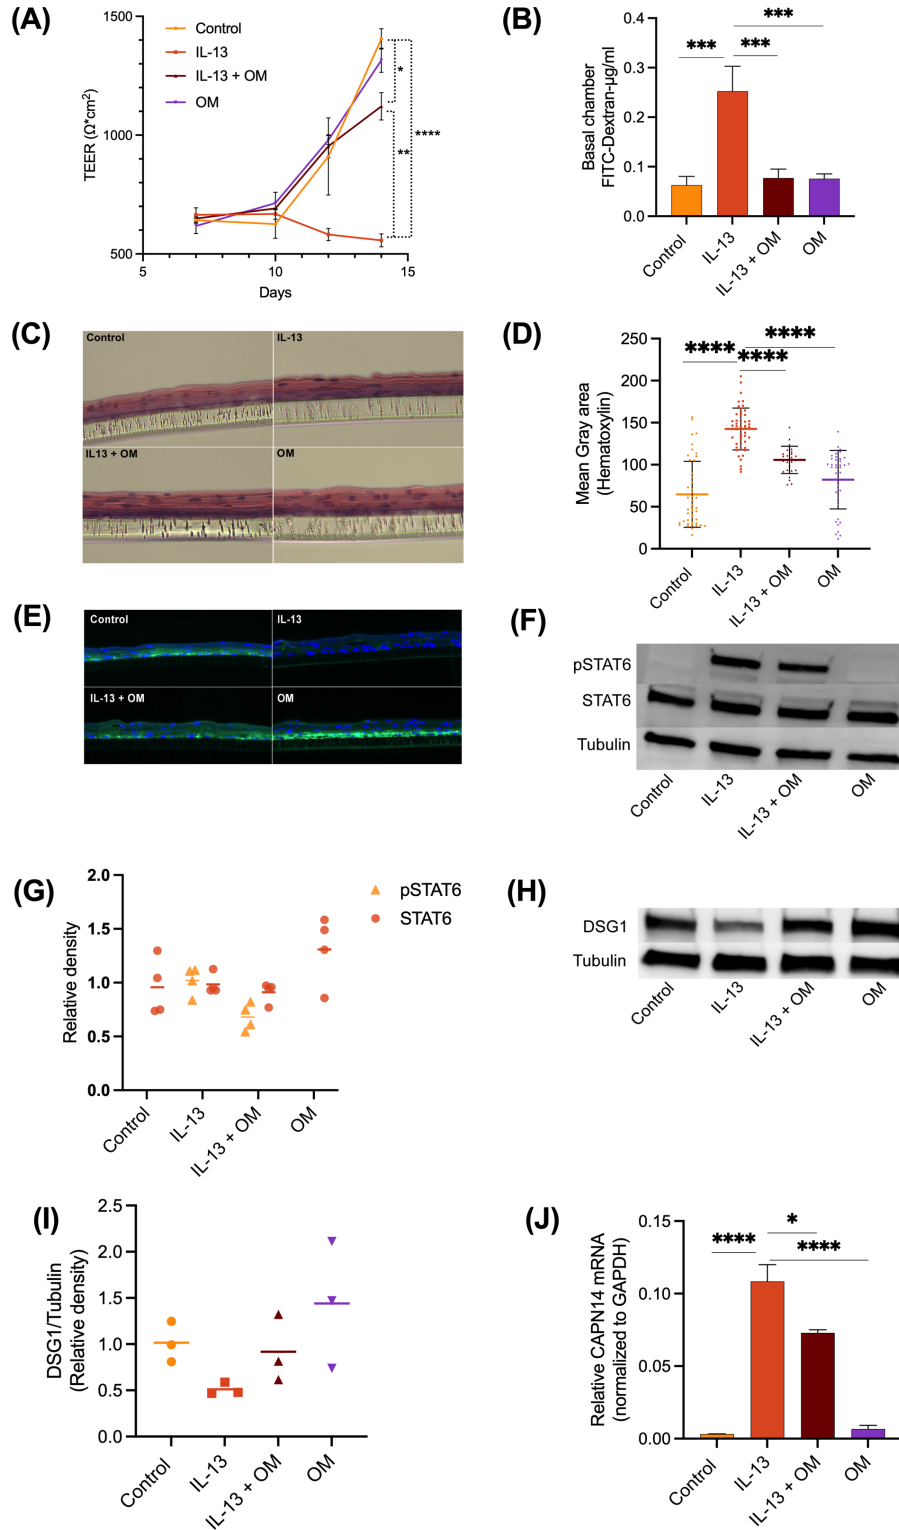 (A)
1500
1000
500
TEER (Ω*cm2)
Control
IL-13
IL-13 + OM
OM
*
**
****
5
10
15
Days
(B)
0.4
0.3
0.2
0.1
0.0
Basal chamber
FITC-Dextran-µg/ml
***
***
***
Control
IL-13
IL-13 + OM
OM
(C)
Control
IL-13
IL13 + OM
OM
(D)
250
200
150
100
50
0
Mean Gray area
(Hematoxylin)
****
****
****
Control
IL-13
IL-13 + OM
OM
(E)
Control
IL-13
IL-13 + OM
OM
(F)
pSTAT6
STAT6
Tubulin
Control
IL-13
IL-13 + OM
OM
(G)
2.0
1.5
1.0
0.5
0.0
Relative density
pSTAT6
STAT6
Control
IL-13
IL-13 + OM
OM
(H)
DSG1
Tubulin
Control
IL-13
IL-13 + OM
OM
(I)
2.5
2.0
1.5
1.0
0.5
0.0
DSG1/Tubulin
(Relative density)
Control
IL-13
IL-13 + OM
OM
(J)
0.15
0.10
0.05
0.00
Relative CAPN14 mRNA
(normalized to GAPDH)
****
*
****
Control
IL-13
IL-13 + OM
OM